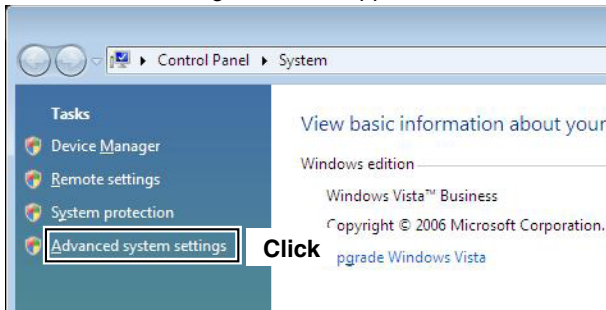 Control Panel ▸ System
Tasks
Device Manager
Remote settings
System protection
Advanced system settings
Click
View basic information about your
Windows edition
Windows Vista™ Business
Copyright © 2006 Microsoft Corporation.
pgrade Windows Vista